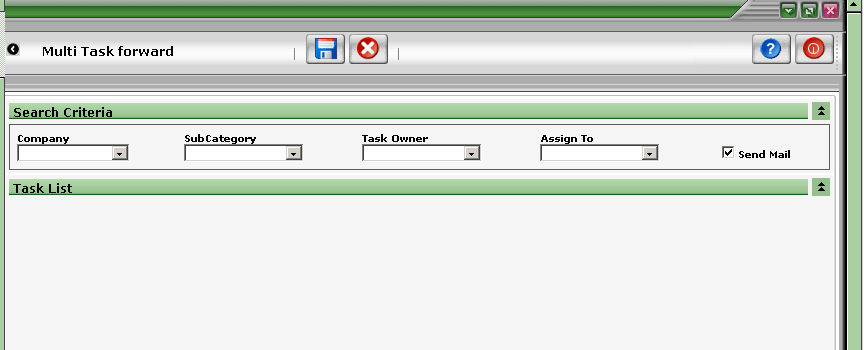 Multi Task forward
Search Criteria
Company SubCategory Task Owner Assign To
Send Mail
Task List